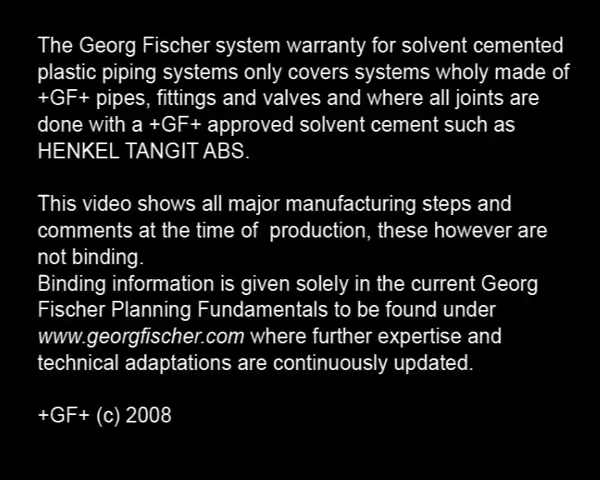 The Georg Fischer system warranty for solvent cemented
plastic piping systems only covers systems wholy made of
+GF+ pipes, fittings and valves and where all joints are
done with a +GF+ approved solvent cement such as
HENKEL TANGIT ABS.
This video shows all major manufacturing steps and
comments at the time of  production, these however are
not binding.
Binding information is given solely in the current Georg
Fischer Planning Fundamentals to be found under
www.georgfischer.com where further expertise and
technical adaptations are continuously updated.
+GF+ (c) 2008